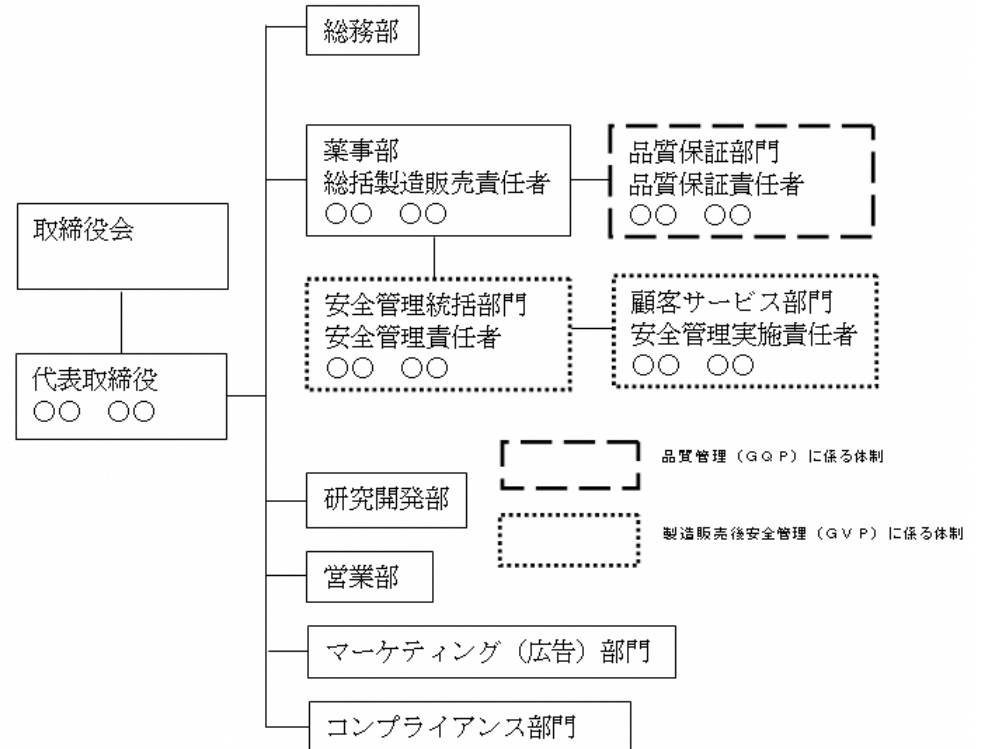 総務部
薬事部
総括製造販売責任者
○○　○○
品質保証部門
品質保証責任者
○○　○○
取締役会
安全管理統括部門
安全管理責任者
○○　○○
顧客サービス部門
安全管理実施責任者
○○　○○
代表取締役
○○　○○
品質管理（ＧＱＰ）に係る体制
研究開発部
製造販売後安全管理（ＧＶＰ）に係る体制
営業部
マーケティング（広告）部門
コンプライアンス部門